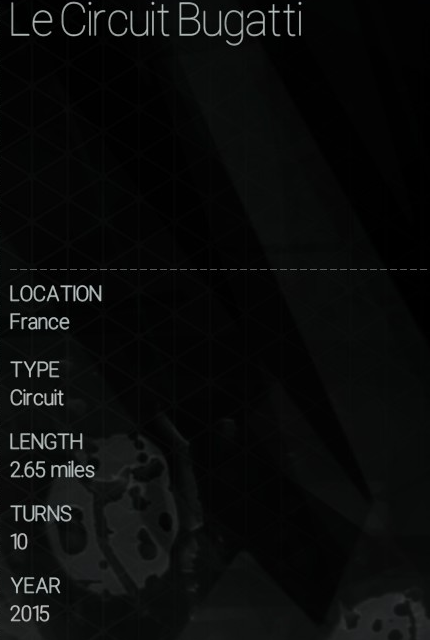 Le Circuit Bugatti
LOCATION
France
TYPE
Circuit
LENGTH
2.65 miles
TURNS
10
YEAR
2015